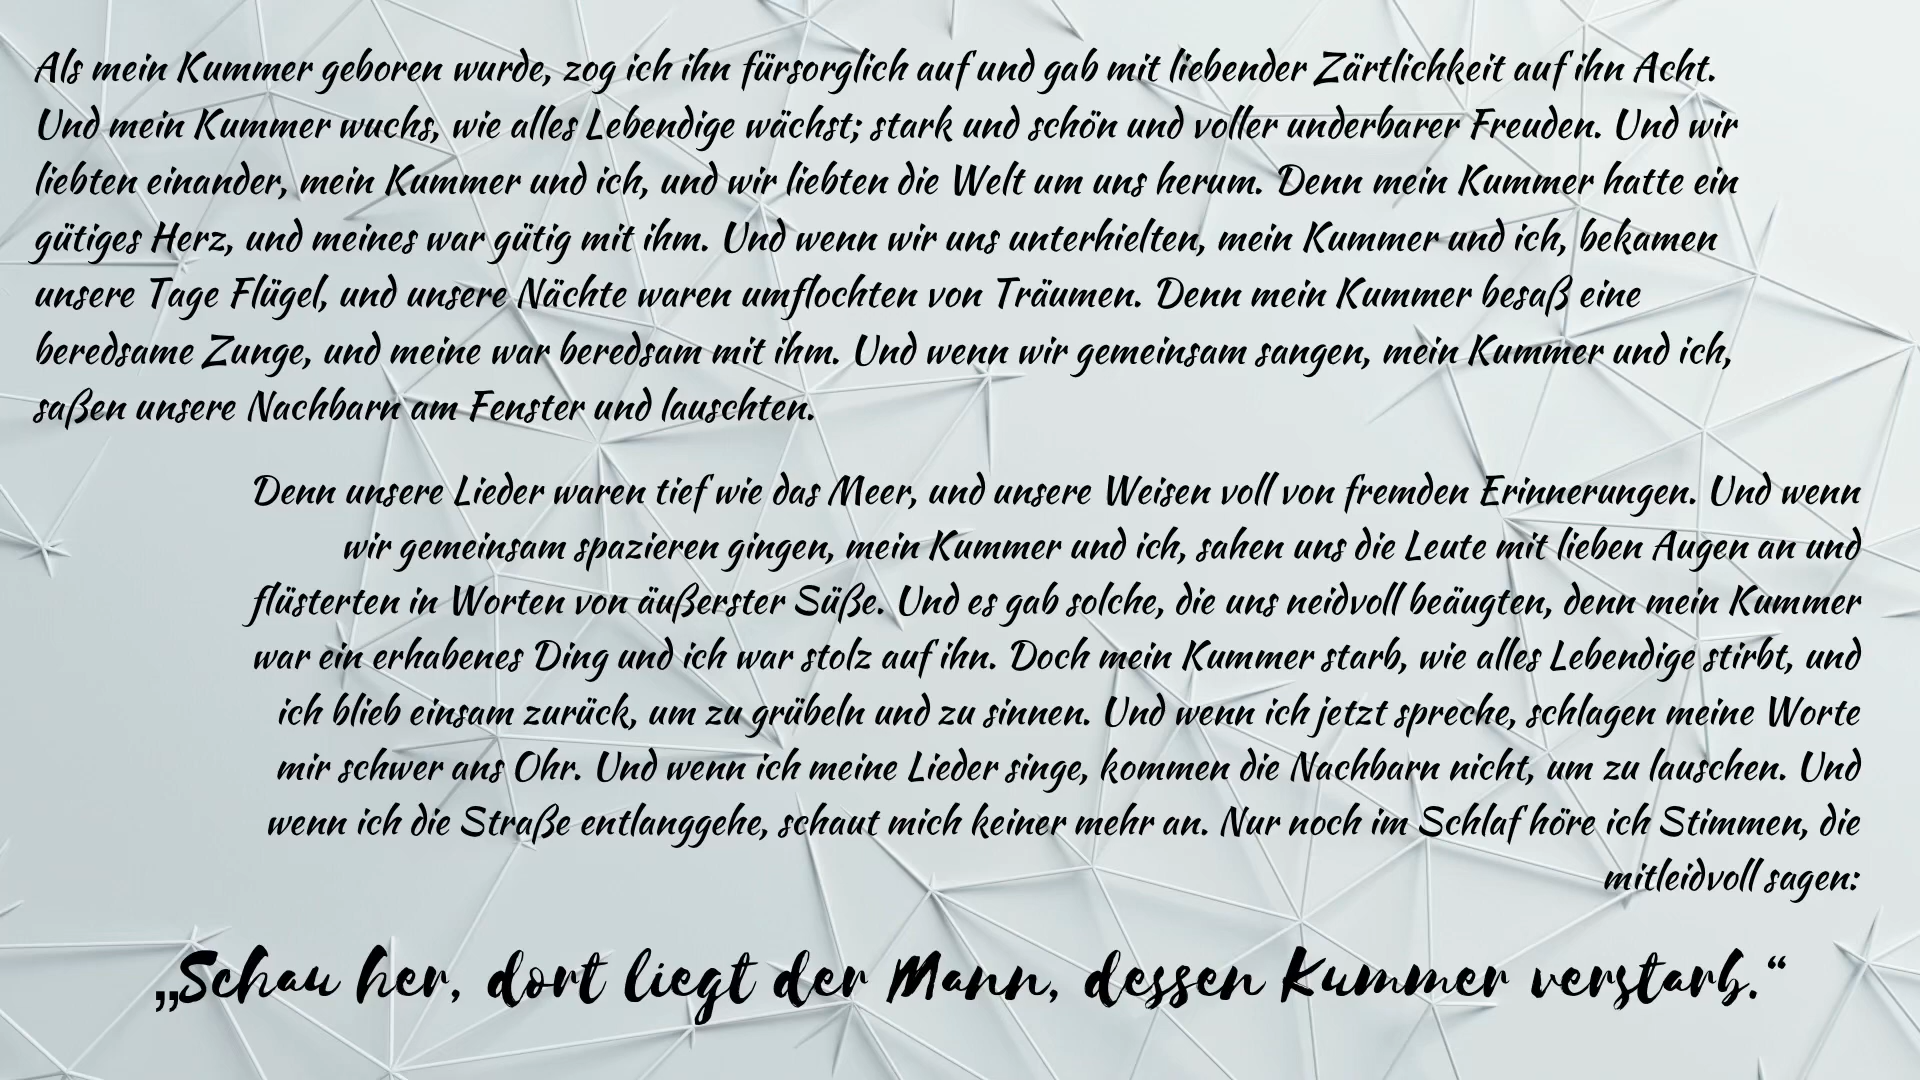 Als mein Kummer geboren wurde, zog ich ihn fürsorglich auf und gab mit liebender Zärtlichkeit auf ihn Acht.
Und mein Kummer wuchs, wie alles Lebendige wächst; stark und schön und voller underbarer Freuden. Und wir
liebten einander, mein Kummer und ich, und wir liebten die Welt um uns herum. Denn mein Kummer hatte ein
gütiges Herz, und meines war gütig mit ihm. Und wenn wir uns unterhielten, mein Kummer und ich, bekamen
unsere Tage Flügel, und unsere Nächte waren umflochten von Träumen. Denn mein Kummer besaß eine
beredsame Zunge, und meine war beredsam mit ihm. Und wenn wir gemeinsam sangen, mein Kummer und ich,
saßen unsere Nachbarn am Fenster und lauschten.
Denn unsere Lieder waren tief wie das Meer, und unsere Weisen voll von fremden Erinnerungen. Und wenn
wir gemeinsam spazieren gingen, mein Kummer und ich, sahen uns die Leute mit lieben Augen an und
flüsterten in Worten von äußerster Süße. Und es gab solche, die uns neidvoll beäugten, denn mein Kummer
war ein erhabenes Ding und ich war stolz auf ihn. Doch mein Kummer starb, wie alles Lebendige stirbt, und
ich blieb einsam zurück, um zu grübeln und zu sinnen. Und wenn ich jetzt spreche, schlagen meine Worte
mir schwer ans Ohr. Und wenn ich meine Lieder singe, kommen die Nachbarn nicht, um zu lauschen. Und
wenn ich die Straße entlanggehe, schaut mich keiner mehr an. Nur noch im Schlaf höre ich Stimmen, die
mitleidvoll sagen:
„Schau her, dort liegt der Mann, dessen Kummer verstarb.“